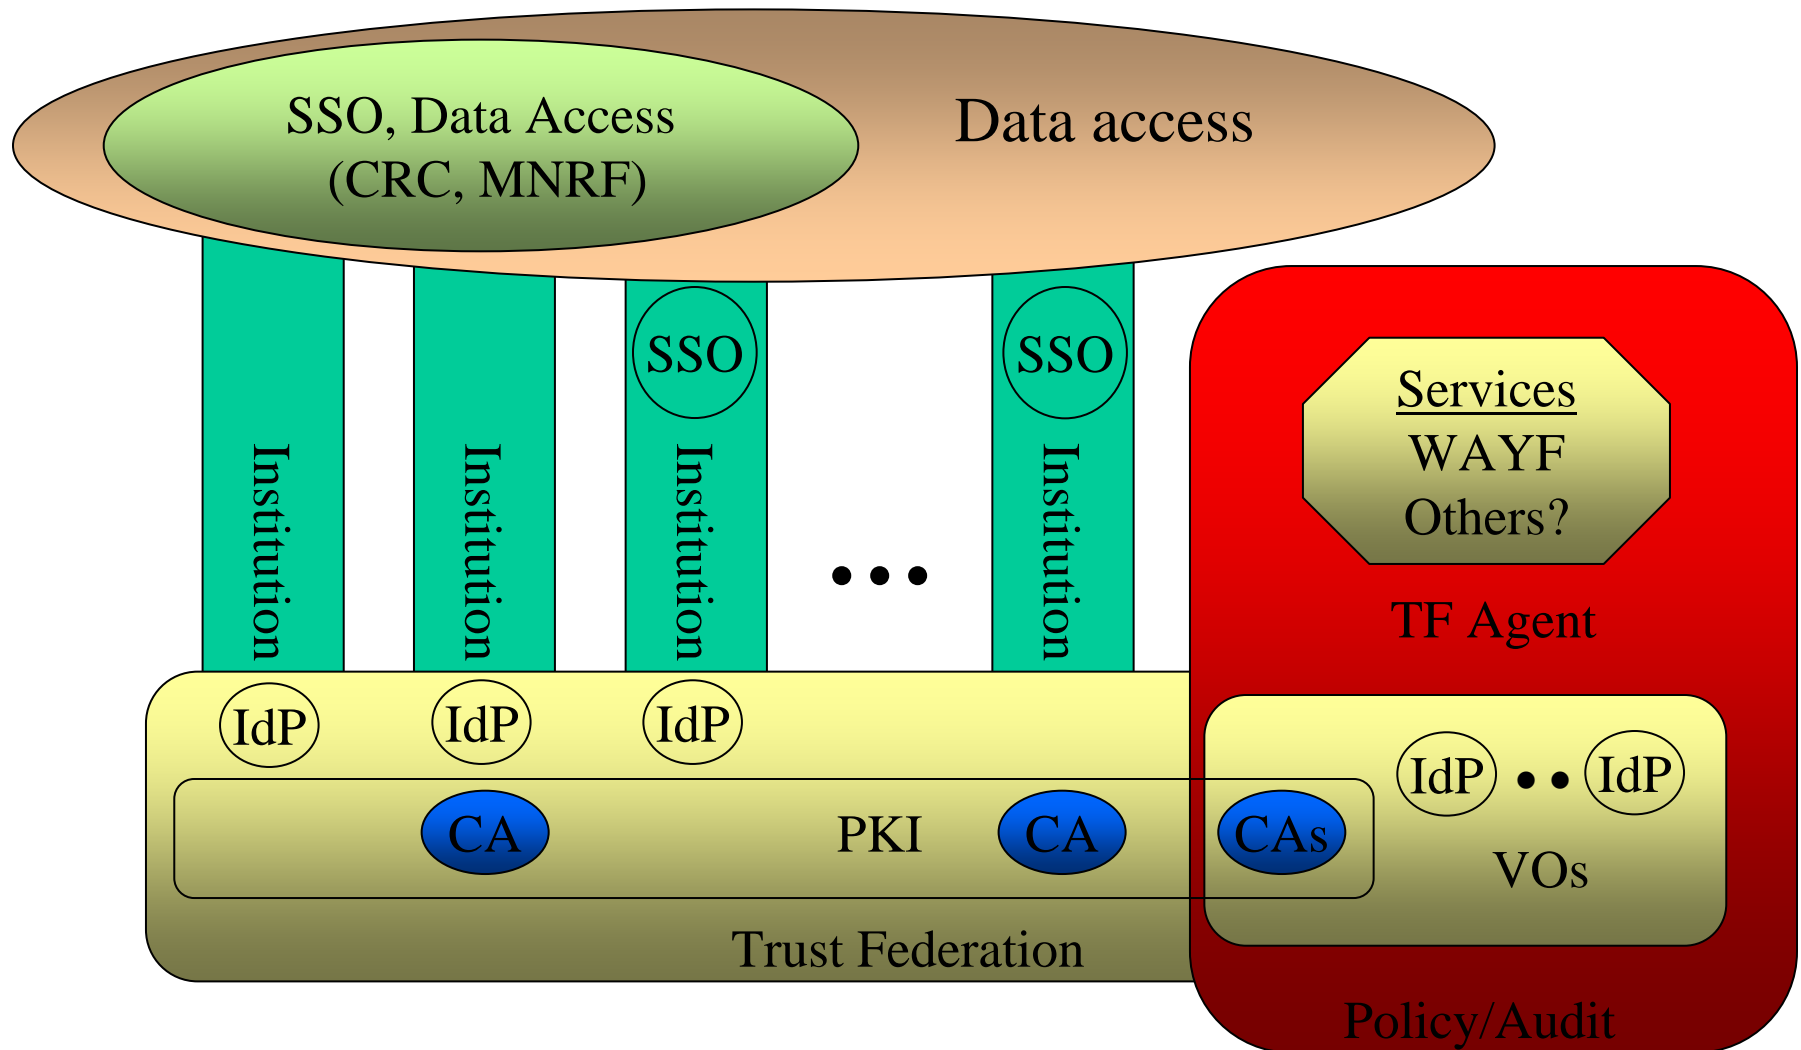 SSO, Data Access
(CRC, MNRF)
Data access
SSO
SSO
Institution
Institution
Institution
Institution
Services
WAYF
Others?
TF Agent
IdP
IdP
IdP
IdP
IdP
CA
PKI
CA
CAs
VOs
Trust Federation
Policy/Audit